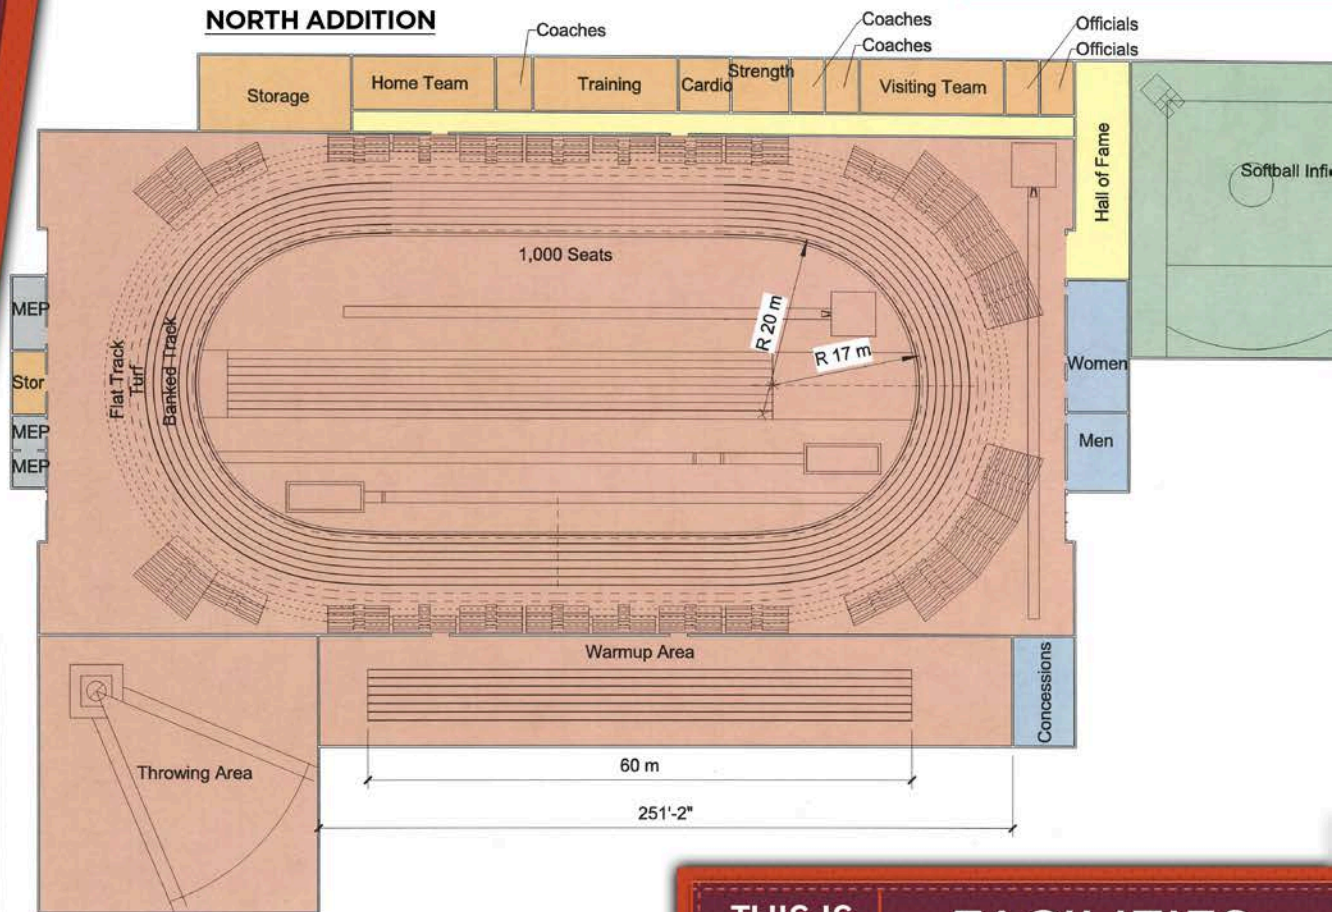 NORTH ADDITION
Coaches
Coaches
Coaches
Officials
Officials
Storage
Home Team
Training
Cardio
Strength
Visiting Team
Hall of Fame
1,000 Seats
R 20 m
R 17 m
MEP
Stor
MEP
MEP
Flat Track
Turf
Banked Track
Women
Men
Warmup Area
Concessions
Throwing Area
60 m
251'-2"